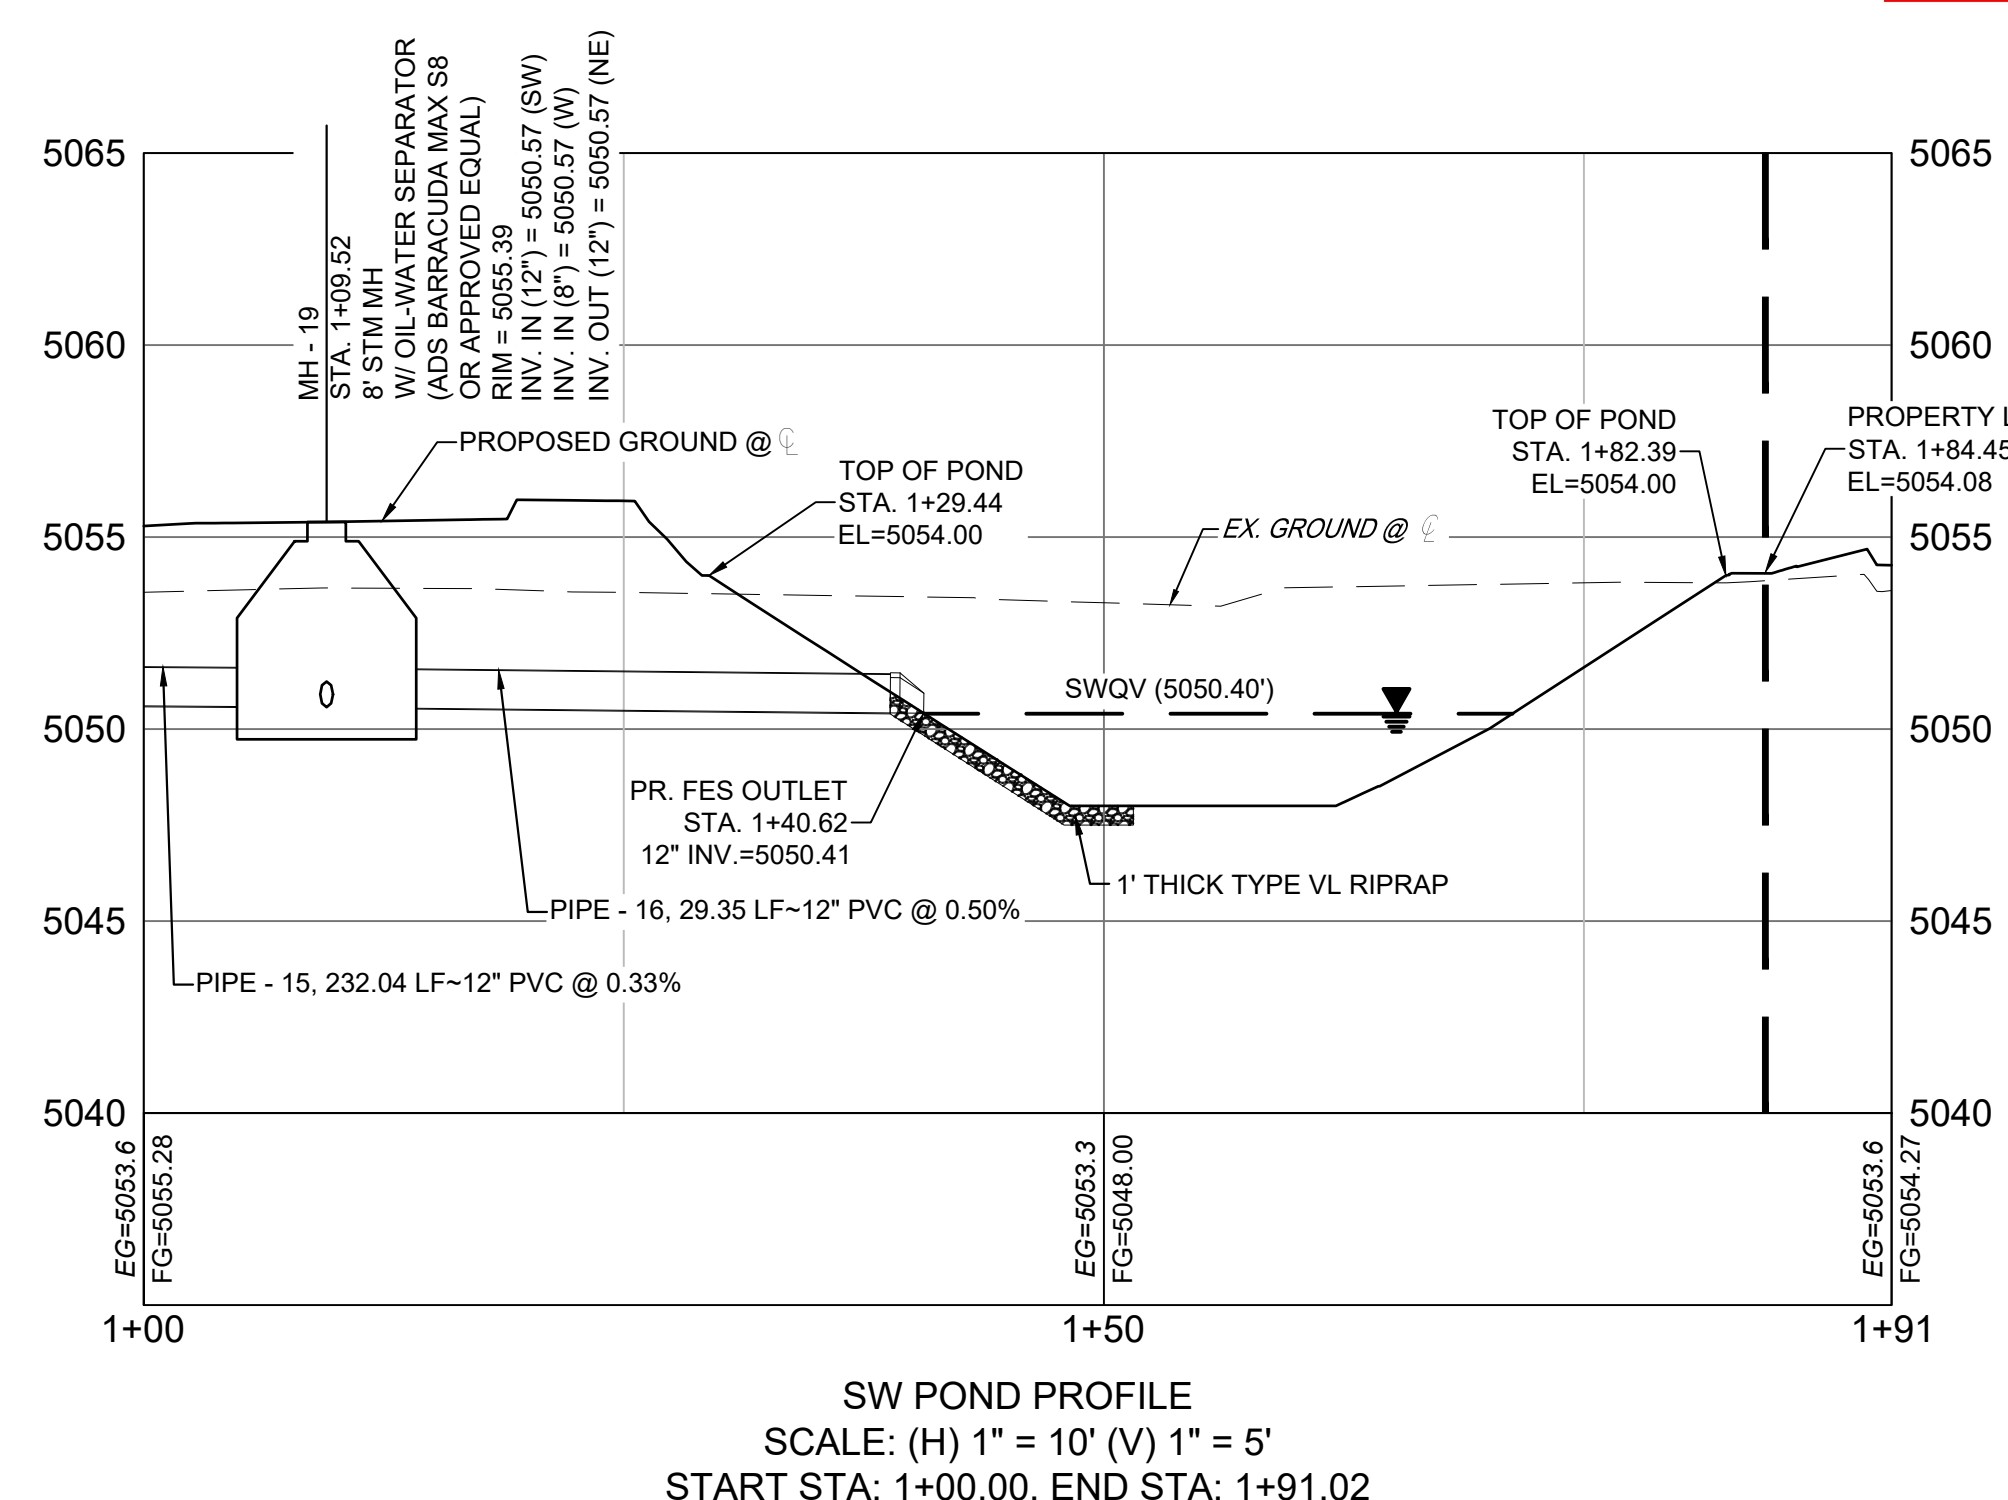 MH - 19
STA. 1+09.52
8' STM MH
W/ OIL-WATER SEPARATOR
(ADS BARRACUDA MAX S8
OR APPROVED EQUAL)
RIM = 5055.39
INV. IN (12") = 5050.57 (SW)
INV. IN (8") = 5050.57 (W)
INV. OUT (12") = 5050.57 (NE)
5065
5065
5060
5060
PROPOSED GROUND @ ℄
TOP OF POND
STA. 1+29.44
EL=5054.00
EX. GROUND @ ℄
TOP OF POND
STA. 1+82.39
EL=5054.00
PROPERTY L
STA. 1+84.45
EL=5054.08
5055
5055
SWQV (5050.40')
5050
5050
PR. FES OUTLET
STA. 1+40.62
12" INV.=5050.41
1' THICK TYPE VL RIPRAP
PIPE - 16, 29.35 LF~12" PVC @ 0.50%
5045
5045
PIPE - 15, 232.04 LF~12" PVC @ 0.33%
5040
5040
EG=5053.6
FG=5055.28
EG=5053.3
FG=5048.00
EG=5053.6
FG=5054.27
1+00
1+50
1+91
SW POND PROFILE
SCALE: (H) 1" = 10' (V) 1" = 5'
START STA: 1+00.00, END STA: 1+91.02